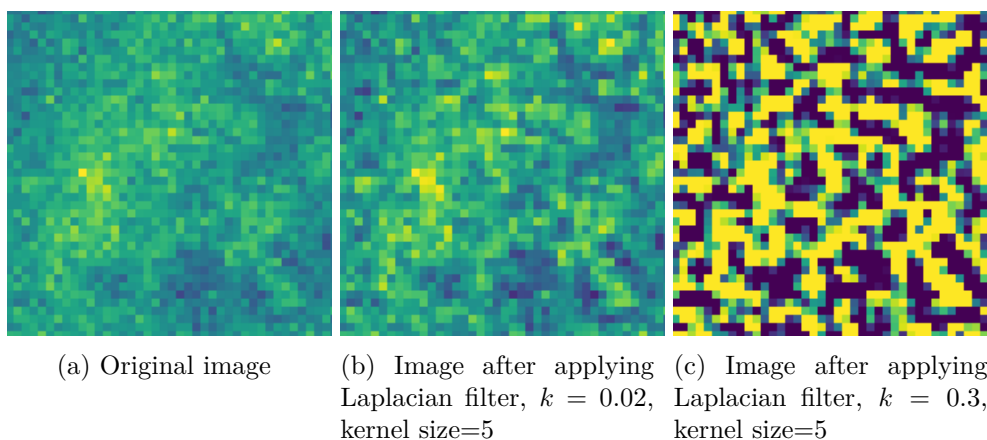 (a) Original image
(b) Image after applying
Laplacian filter, k = 0.02,
kernel size=5
(c) Image after applying
Laplacian filter, k = 0.3,
kernel size=5